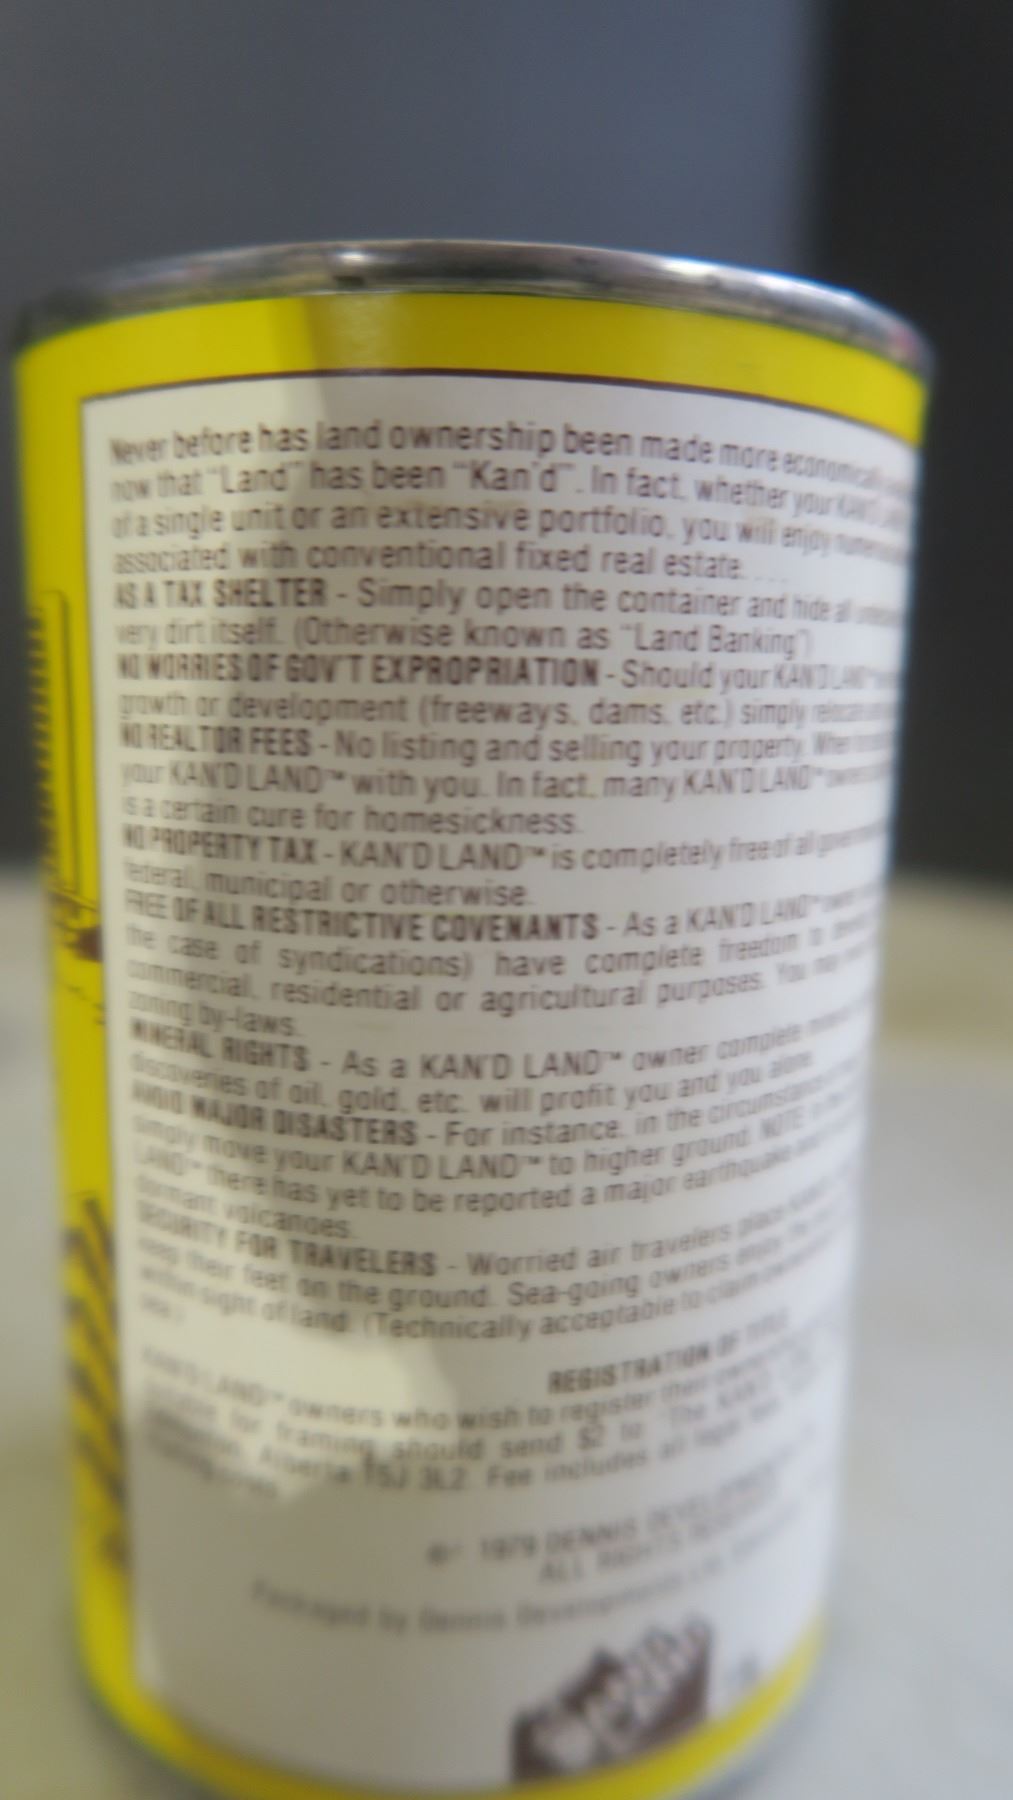 Never before has land ownership been made more
now that "Land" has been "Kan'd". In fact, whether your
of a single unit or an extensive portfolio, you will enjoy
associated with conventional fixed real estate. . . .
AS A TAX SHELTER - Simply open the container and hide all
very dirt itself. (Otherwise known as "Land Banking")
NO WORRIES OF GOV'T EXPROPRIATION - Should your KAN'D LAND™
growth or development (freeways, dams, etc.) simply
NO REALTOR FEES - No listing and selling your property. When
your KAN'D LAND™ with you. In fact, many KAN'D LAND™
is a certain cure for homesickness.
NO PROPERTY TAX - KAN'D LAND™ is completely free of all
federal, municipal or otherwise.
FREE OF ALL RESTRICTIVE COVENANTS - As a KAN'D LAND™
the case of syndications) have complete freedom to
commercial, residential or agricultural purposes. You may
zoning by-laws.
MINERAL RIGHTS - As a KAN'D LAND™ owner complete
discoveries of oil, gold, etc. will profit you and you alone.
AVOID MAJOR DISASTERS - For instance, in the
simply move your KAN'D LAND™ to higher ground. NOTE
LAND™ there has yet to be reported a major earthquake
dormant volcanoes.
SECURITY FOR TRAVELERS - Worried air travelers place
keep their feet on the ground. Sea-going owners enjoy
within sight of land. (Technically acceptable to claim
REGISTRATION OF TITLE
KAN'D LAND™ owners who wish to register their
for framing should send $2 to "The
Alberta T5J 3L2. Fee includes all legal
© 1979 DENNIS
ALL RIGHTS
Packaged by Dennis Developments